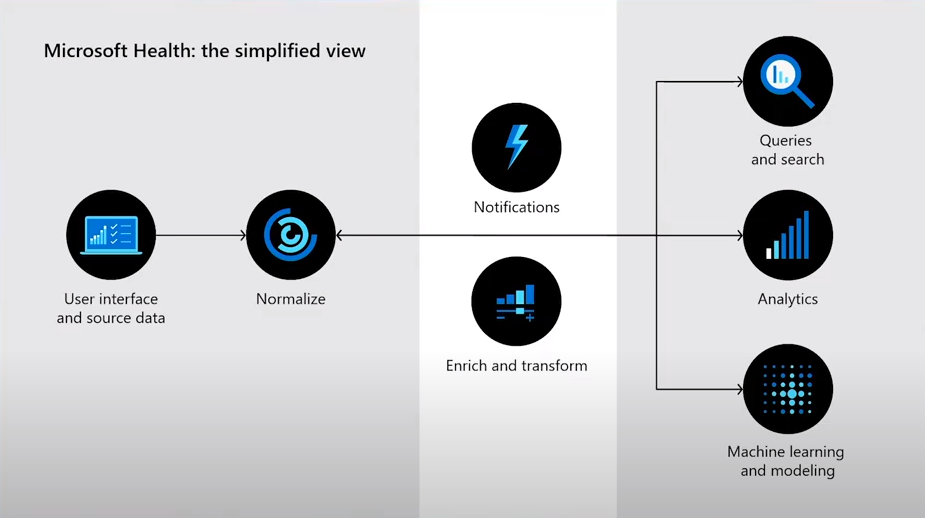 Microsoft Health: the simplified view
User interface
and source data
Normalize
Notifications
Enrich and transform
Queries
and search
Analytics
Machine learning
and modeling